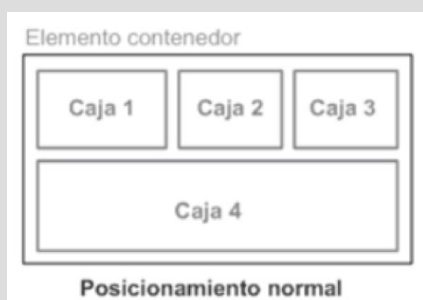 Elemento contenedor
Caja 1
Caja 2
Caja 3
Caja 4
Posicionamiento normal